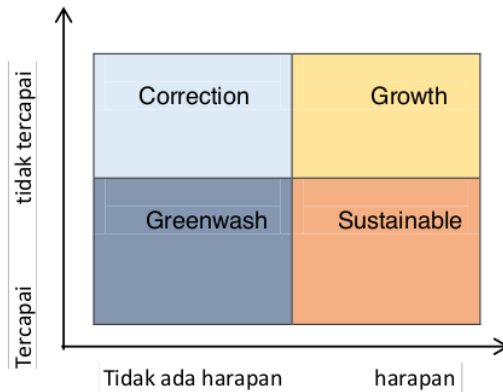 tidak tercapai
Correction
Growth
Greenwash
Sustainable
Tercapai
Tidak ada harapan
harapan